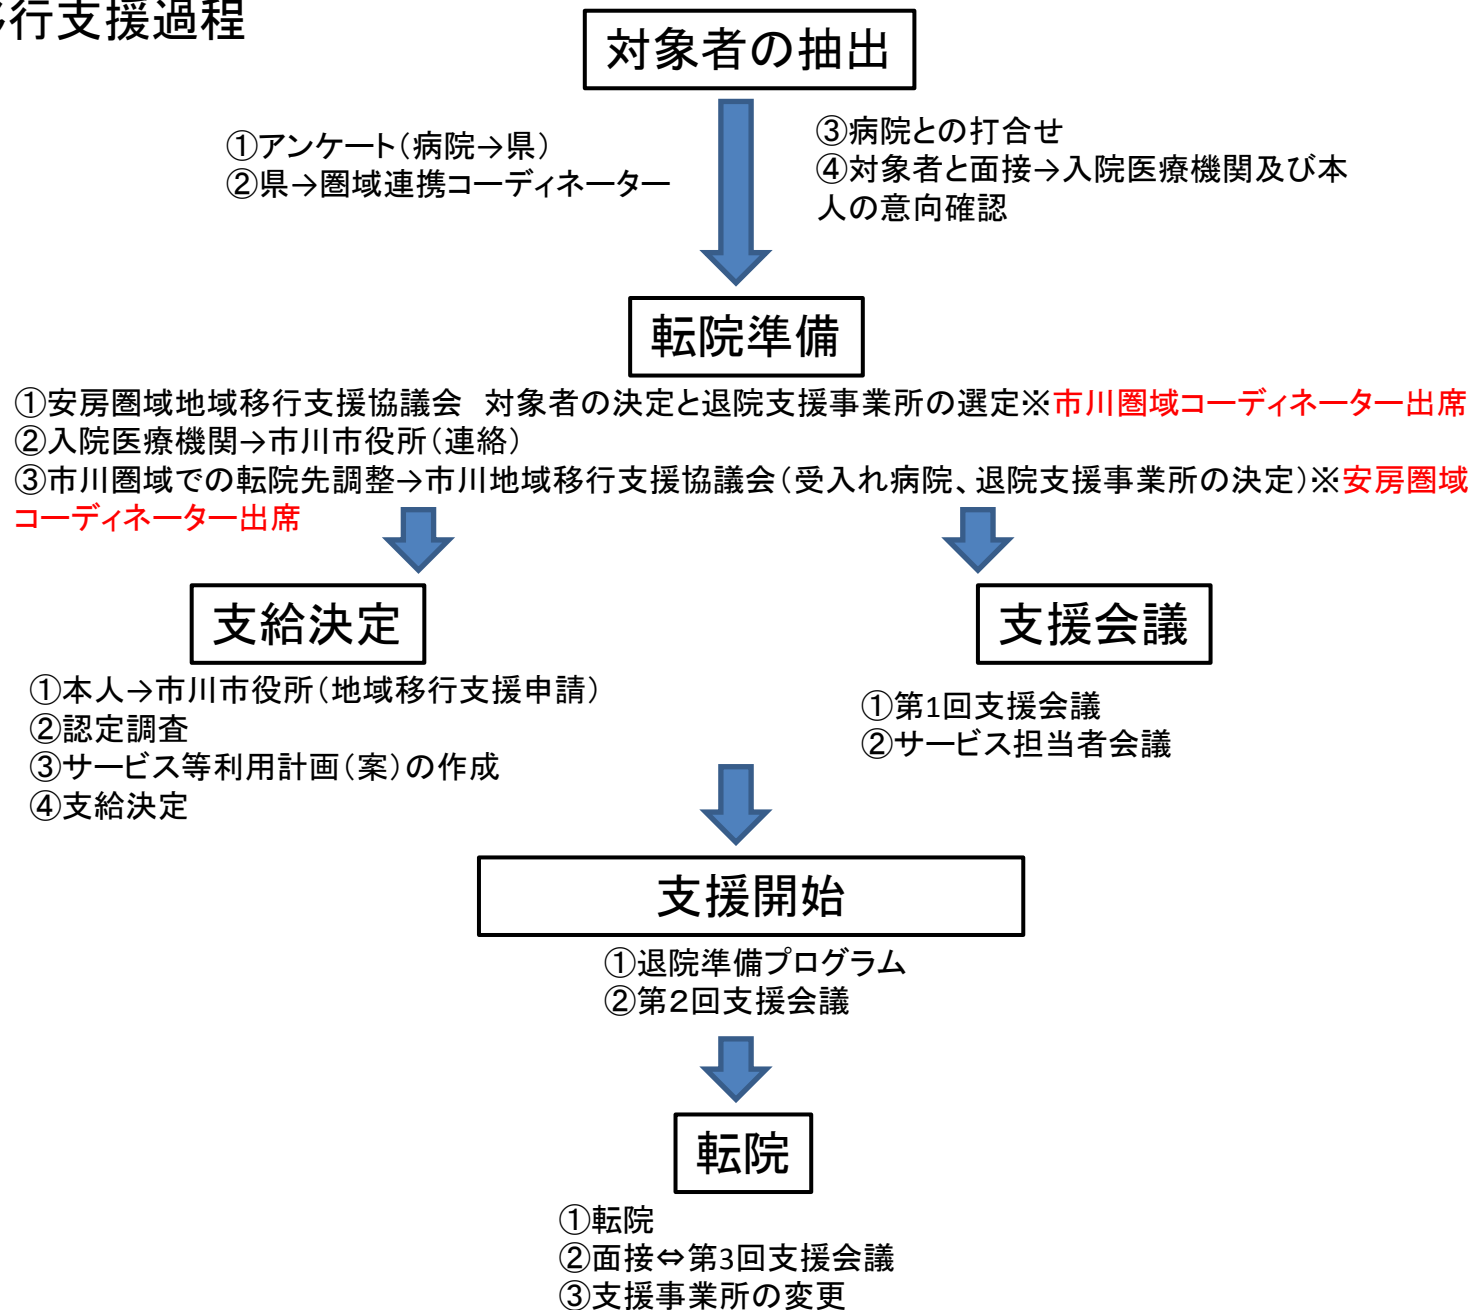 移行支援過程
対象者の抽出
①アンケート（病院→県）
②県→圏域連携コーディネーター
③病院との打合せ
④対象者と面接→入院医療機関及び本
人の意向確認
転院準備
①安房圏域地域移行支援協議会　対象者の決定と退院支援事業所の選定※市川圏域コーディネーター出席
②入院医療機関→市川市役所（連絡）
③市川圏域での転院先調整→市川地域移行支援協議会（受入れ病院、退院支援事業所の決定）※安房圏域
コーディネーター出席
支給決定
①本人→市川市役所（地域移行支援申請）
②認定調査
③サービス等利用計画（案）の作成
④支給決定
支援会議
①第1回支援会議
②サービス担当者会議
支援開始
①退院準備プログラム
②第２回支援会議
転院
①転院
②面接⇔第3回支援会議
③支援事業所の変更